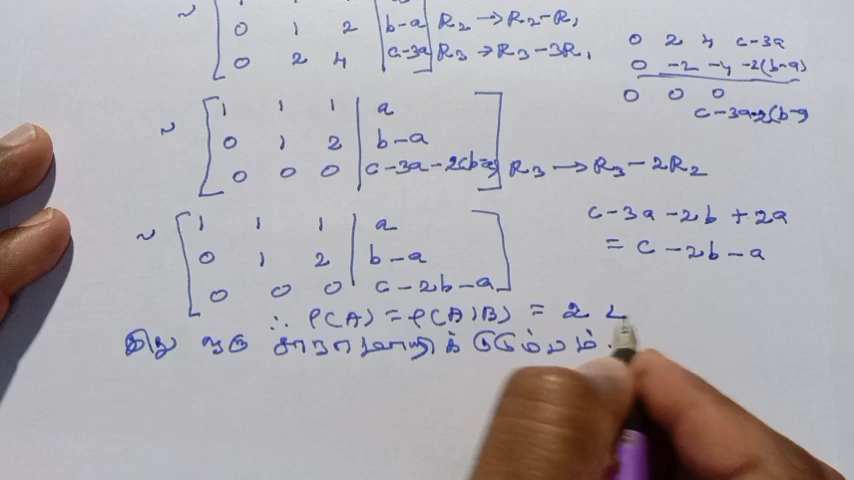 ~ 0 1 2 | b-a ] R₂ → R₂-R₁
0 2 4 | c-3a ] R₃ → R₃-3R₁
0 2 4 c-3a
0 -2 -4 -2(b-a)
0 0 0
c-3a-2(b-a
~ [ 1 1 1 | a
0 1 2 | b-a
0 0 0 | c-3a-2(b-a) ] R₃ → R₃-2R₂
c-3a-2b+2a
= c-2b-a
~ [ 1 1 1 | a
0 1 2 | b-a
0 0 0 | c-2b-a ]
∴ ρ(A) = ρ(A|B) = 2 <
இது ஒரு